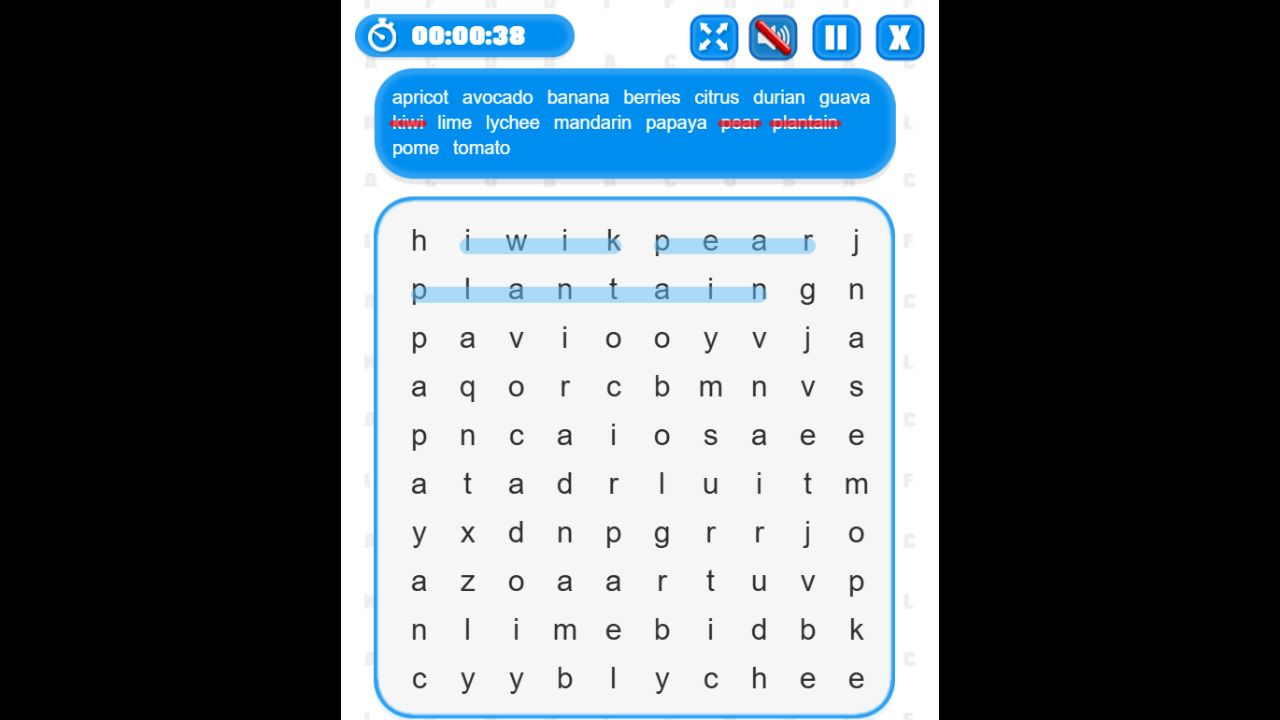 00:00:38
X
apricot avocado banana berries citrus durian guava
kiwi lime lychee mandarin papaya pear plantain
pome tomato
h i w i k p e a r j
p l a n t a i n g n
p a v i o o y v j a
a q o r c b m n v s
p n c a i o s a e e
a t a d r l u i t m
y x d n p g r r j o
a z o a a r t u v p
n l i m e b i d b k
c y y b l y c h e e